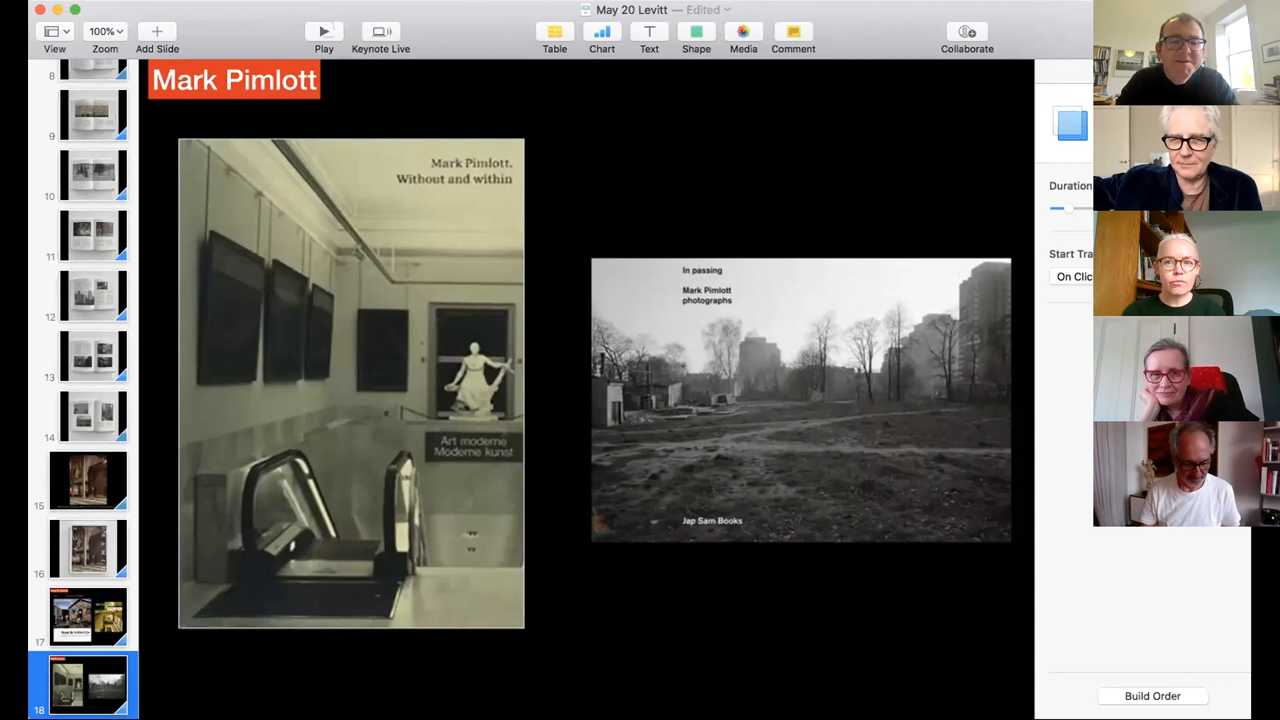 May 20 Levitt — Edited
100%
View
Zoom
Add Slide
Play
Keynote Live
Table
Chart
Text
Shape
Media
Comment
Collaborate
8
9
10
11
12
13
14
15
16
17
18
Mark Pimlott
Mark Pimlott.
Without and within
Art moderne
Moderne kunst
In passing
Mark Pimlott
photographs
Jap Sam Books
Duration
Start Tra
On Clic
Build Order